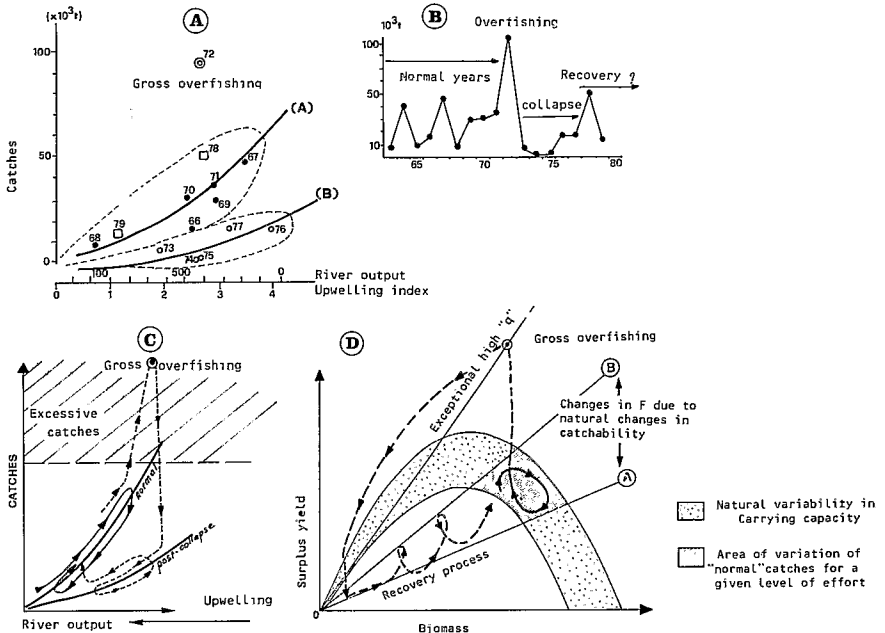 (x10³t)
A
Catches
100
50
0
72
Gross overfishing
(A)
78
67
71
70
69
79
68
(B)
66
77
76
73
74
75
100
500
0
River output
0
1
2
3
4
Upwelling index
B
Overfishing
10³t
100
50
10
Normal years
Recovery ?
collapse
65
70
75
80
C
Gross overfishing
Excessive
catches
CATCHES
Normal
post-collapse
Upwelling
River output
D
Exceptional high "q"
Gross overfishing
B
Changes in F due to
natural changes in
catchability
A
Surplus yield
Recovery process
0
Biomass
Natural variability in
Carrying capacity
Area of variation of
"normal" catches for a
given level of effort